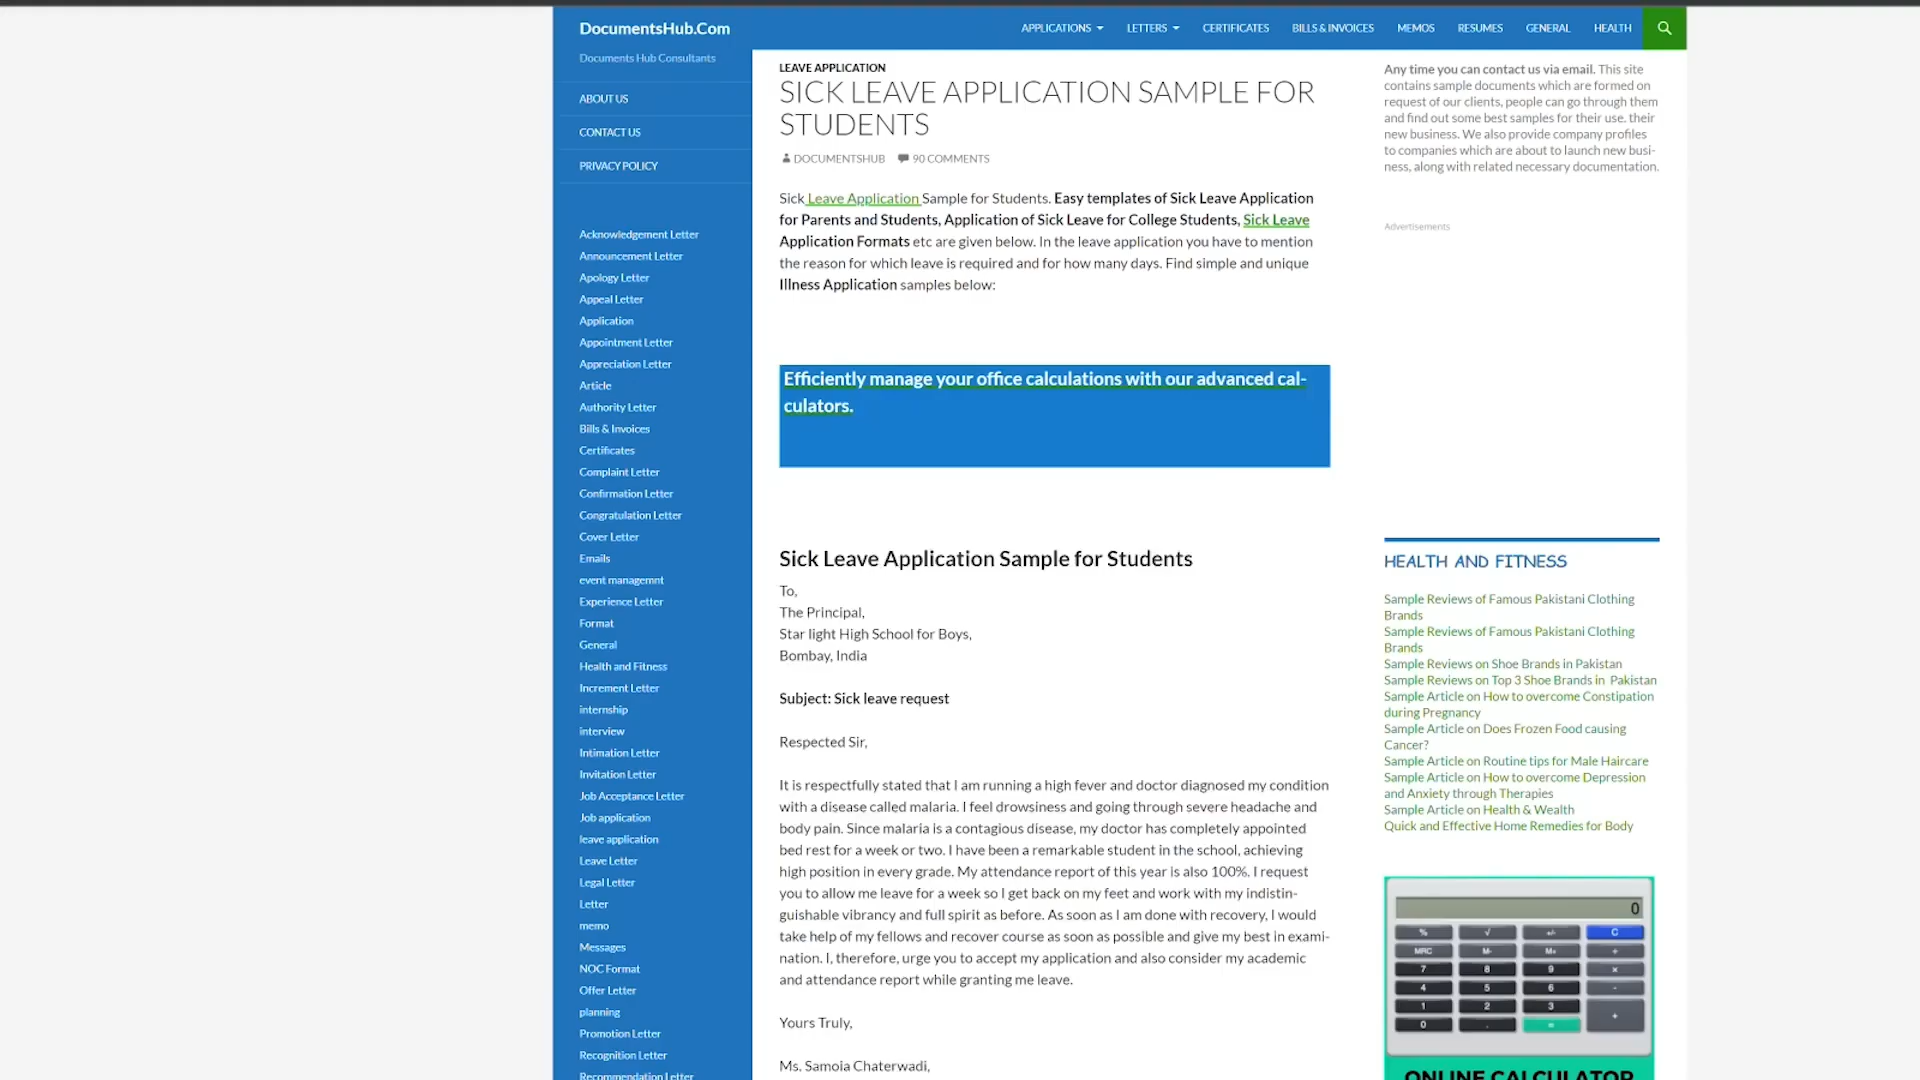 DocumentsHub.Com
APPLICATIONS LETTERS CERTIFICATES BILLS & INVOICES MEMOS RESUMES GENERAL HEALTH
Documents Hub Consultants
ABOUT US
CONTACT US
PRIVACY POLICY
Acknowledgement Letter
Announcement Letter
Apology Letter
Appeal Letter
Application
Appointment Letter
Appreciation Letter
Article
Authority Letter
Bills & Invoices
Certificates
Complaint Letter
Confirmation Letter
Congratulation Letter
Cover Letter
Emails
event managemnt
Experience Letter
Format
General
Health and Fitness
Increment Letter
internship
interview
Intimation Letter
Invitation Letter
Job Acceptance Letter
Job application
leave application
Leave Letter
Legal Letter
Letter
memo
Messages
NOC Format
Offer Letter
planning
Promotion Letter
Recognition Letter
Recommendation Letter
LEAVE APPLICATION
SICK LEAVE APPLICATION SAMPLE FOR
STUDENTS
DOCUMENTSHUB 90 COMMENTS
Sick Leave Application Sample for Students. Easy templates of Sick Leave Application
for Parents and Students, Application of Sick Leave for College Students, Sick Leave
Application Formats etc are given below. In the leave application you have to mention
the reason for which leave is required and for how many days. Find simple and unique
Illness Application samples below:
Efficiently manage your office calculations with our advanced cal-
culators.
Sick Leave Application Sample for Students
To,
The Principal,
Star light High School for Boys,
Bombay, India
Subject: Sick leave request
Respected Sir,
It is respectfully stated that I am running a high fever and doctor diagnosed my condition
with a disease called malaria. I feel drowsiness and going through severe headache and
body pain. Since malaria is a contagious disease, my doctor has completely appointed
bed rest for a week or two. I have been a remarkable student in the school, achieving
high position in every grade. My attendance report of this year is also 100%. I request
you to allow me leave for a week so I get back on my feet and work with my indistin-
guishable vibrancy and full spirit as before. As soon as I am done with recovery, I would
take help of my fellows and recover course as soon as possible and give my best in exami-
nation. I, therefore, urge you to accept my application and also consider my academic
and attendance report while granting me leave.
Yours Truly,
Ms. Samoia Chaterwadi,
Any time you can contact us via email. This site
contains sample documents which are formed on
request of our clients, people can go through them
and find out some best samples for their use. their
new business. We also provide company profiles
to companies which are about to launch new busi-
ness, along with related necessary documentation.
Advertisements
HEALTH AND FITNESS
Sample Reviews of Famous Pakistani Clothing
Brands
Sample Reviews of Famous Pakistani Clothing
Brands
Sample Reviews on Shoe Brands in Pakistan
Sample Reviews on Top 3 Shoe Brands in Pakistan
Sample Article on How to overcome Constipation
during Pregnancy
Sample Article on Does Frozen Food causing
Cancer?
Sample Article on Routine tips for Male Haircare
Sample Article on How to overcome Depression
and Anxiety through Therapies
Sample Article on Health & Wealth
Quick and Effective Home Remedies for Body
0
% √ +/- C
MRC M- M+ ÷
7 8 9 ×
4 5 6 -
1 2 3 +
0 . =
ONLINE CALCULATOR